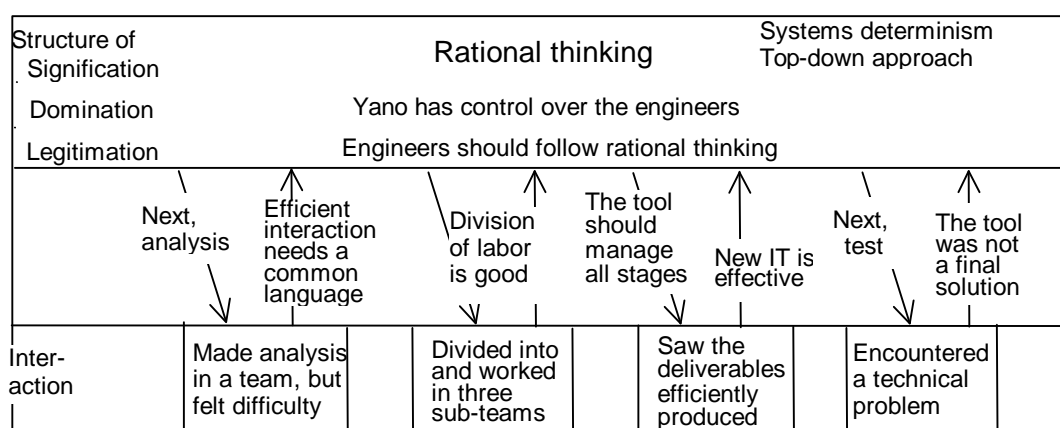 Structure of
Signification
Rational thinking
Systems determinism
Top-down approach
Domination
Yano has control over the engineers
Legitimation
Engineers should follow rational thinking
Next,
analysis
Efficient
interaction
needs a
common
language
Division
of labor
is good
The tool
should
manage
all stages
New IT is
effective
Next,
test
The tool
was not
a final
solution
Inter-
action
Made analysis
in a team, but
felt difficulty
Divided into
and worked
in three
sub-teams
Saw the
deliverables
efficiently
produced
Encountered
a technical
problem